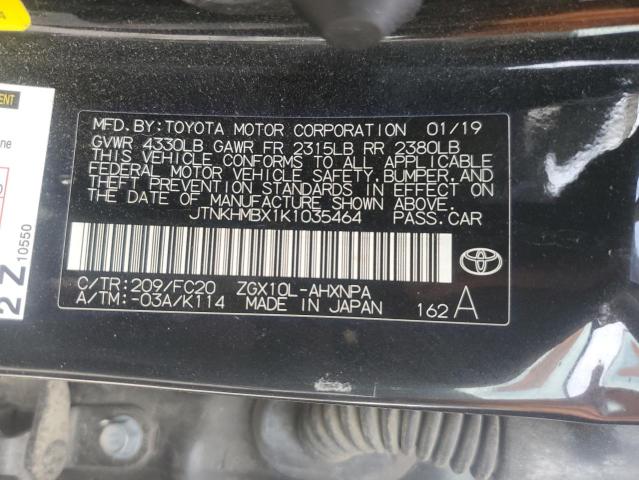 MFD. BY: TOYOTA MOTOR CORPORATION 01/19
GVWR 4330LB GAWR FR 2315LB RR 2380LB
THIS VEHICLE CONFORMS TO ALL APPLICABLE
FEDERAL MOTOR VEHICLE SAFETY, BUMPER, AND
THEFT PREVENTION STANDARDS IN EFFECT ON
THE DATE OF MANUFACTURE SHOWN ABOVE.
JTNKHMBX1K1035464 PASS. CAR
C/TR: 209/FC20 ZGX10L-AHXNPA
A/TM: -03A/K114 MADE IN JAPAN
162 A
2Z
10550